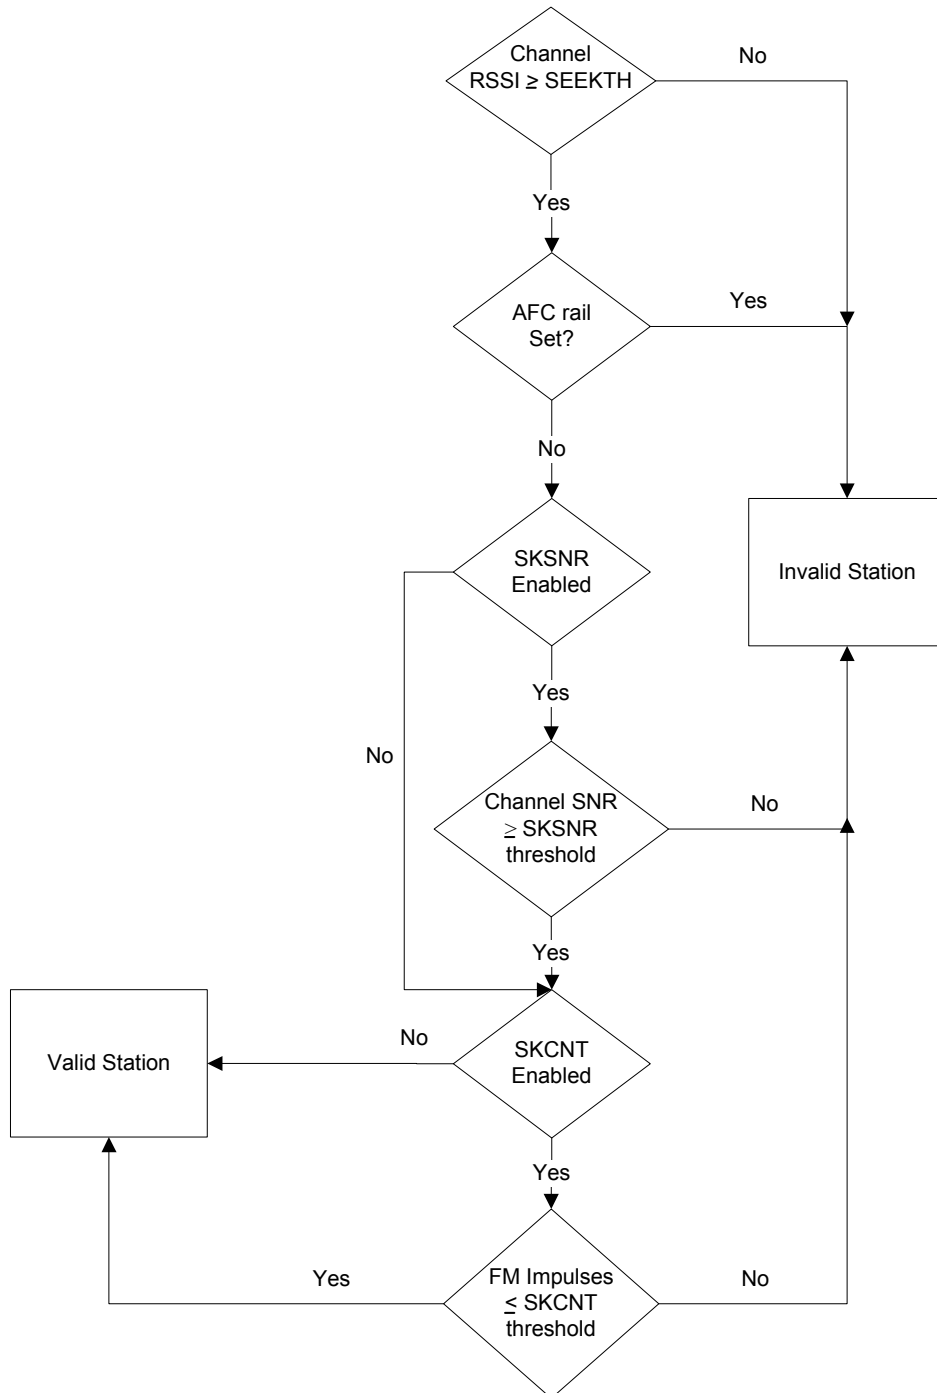 Channel
RSSI ≥ SEEKTH
No
Yes
AFC rail
Set?
Yes
No
SKSNR
Enabled
Invalid Station
Yes
No
Channel SNR
≥ SKSNR
threshold
No
Yes
Valid Station
No
SKCNT
Enabled
Yes
Yes
FM Impulses
≤ SKCNT
threshold
No